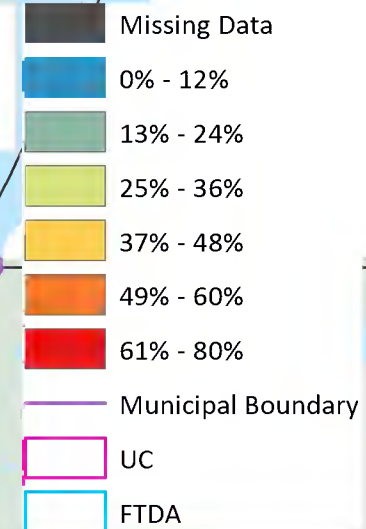 Missing Data
0% - 12%
13% - 24%
25% - 36%
37% - 48%
49% - 60%
61% - 80%
Municipal Boundary
UC
FTDA